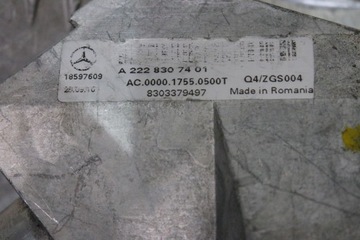 A 222 830 74 01
18597609
AC.0000.1755.0500T Q4/ZGS004
8303379497 Made in Romania